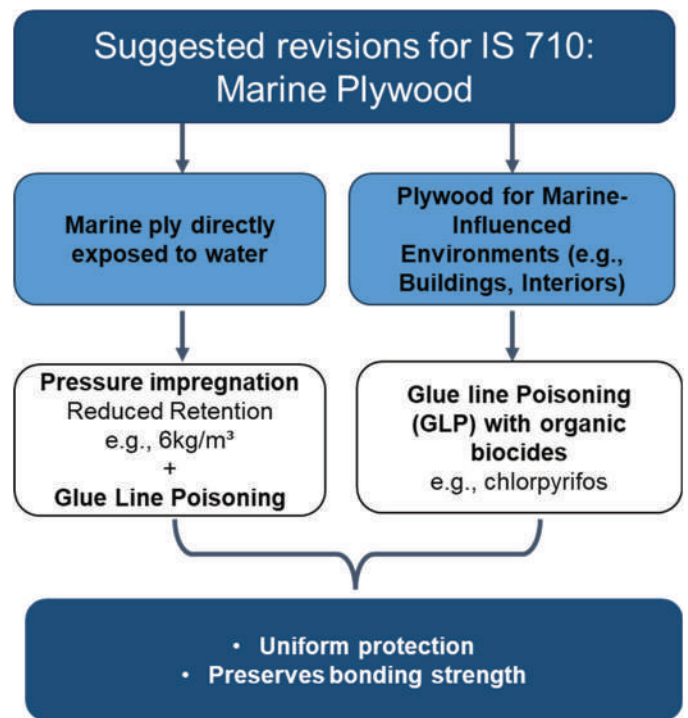 Suggested revisions for IS 710:
Marine Plywood
Marine ply directly
exposed to water
Plywood for Marine-
Influenced
Environments (e.g.,
Buildings, Interiors)
Pressure impregnation
Reduced Retention
e.g., 6kg/m³
+
Glue Line Poisoning
Glue line Poisoning
(GLP) with organic
biocides
e.g., chlorpyrifos
• Uniform protection
• Preserves bonding strength